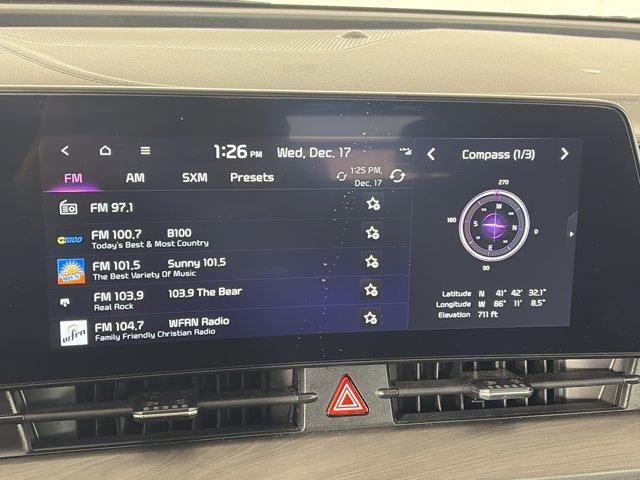 1:26 PM Wed, Dec. 17
FM AM SXM Presets
1:25 PM, Dec. 17
FM 97.1
B100 FM 100.7 B100
Today's Best & Most Country
FM 101.5 Sunny 101.5
The Best Variety Of Music
FM 103.9 103.9 The Bear
Real Rock
wfrn FM 104.7 WFRN Radio
Family Friendly Christian Radio
Compass (1/3)
270
W
180 S N 0
E
90
Latitude N 41° 42' 32.1"
Longitude W 86° 11' 8.5"
Elevation 711 ft